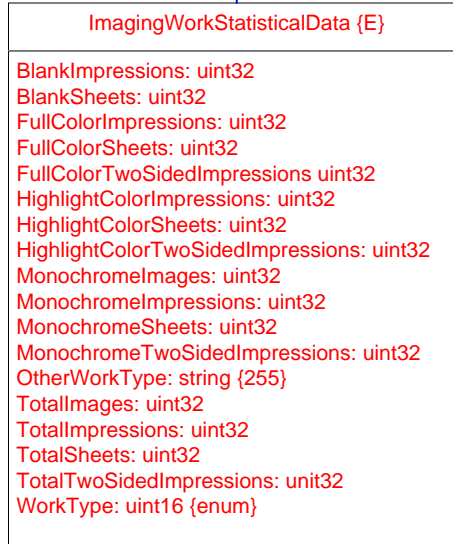 ImagingWorkStatisticalData {E}
BlankImpressions: uint32
BlankSheets: uint32
FullColorImpressions: uint32
FullColorSheets: uint32
FullColorTwoSidedImpressions uint32
HighlightColorImpressions: uint32
HighlightColorSheets: uint32
HighlightColorTwoSidedImpressions: uint32
MonochromeImages: uint32
MonochromeImpressions: uint32
MonochromeSheets: uint32
MonochromeTwoSidedImpressions: uint32
OtherWorkType: string {255}
TotalImages: uint32
TotalImpressions: uint32
TotalSheets: uint32
TotalTwoSidedImpressions: unit32
WorkType: uint16 {enum}